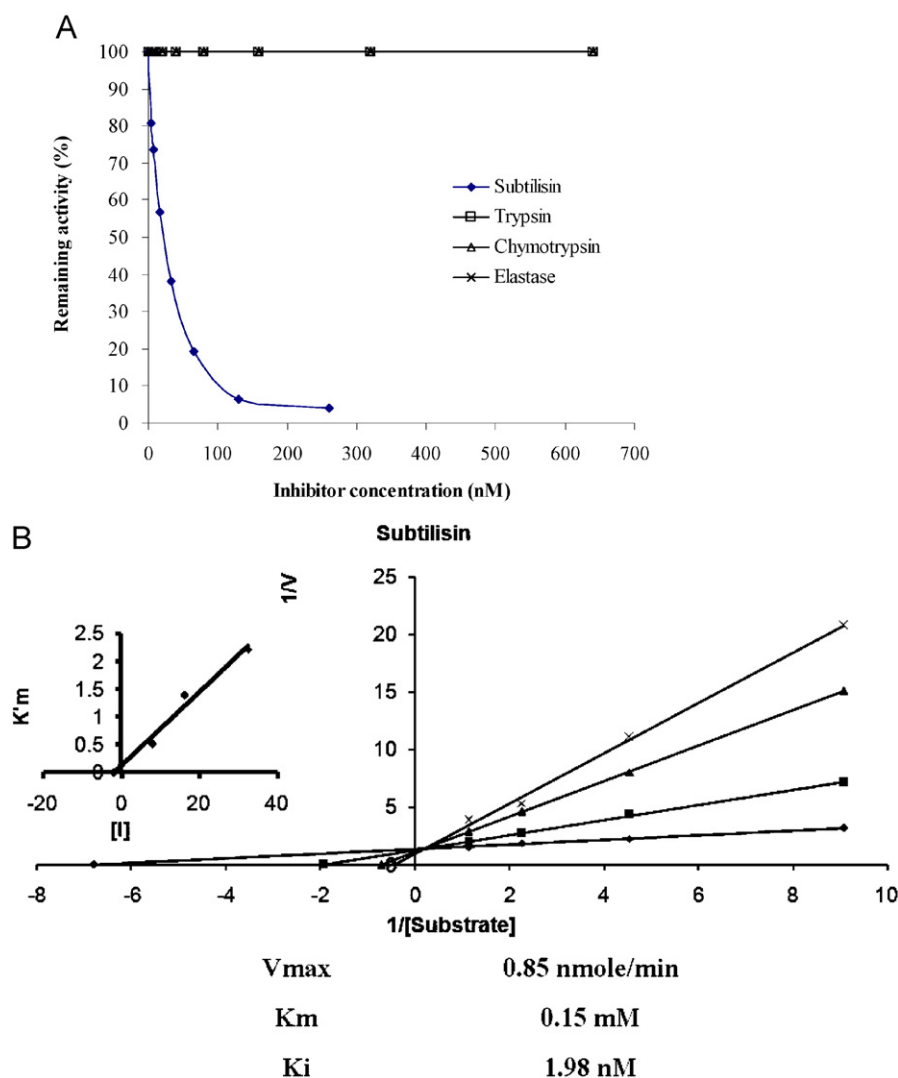 A
100
90
80
70
60
50
40
30
20
10
0
Remaining activity (%)
0 100 200 300 400 500 600 700
Inhibitor concentration (nM)
Subtilisin
Trypsin
Chymotrypsin
Elastase
B
Subtilisin
1/V
25
20
15
10
5
0
-8 -6 -4 -2 0 2 4 6 8 10
1/[Substrate]
K'm
2.5
2
1.5
1
0.5
0
-20 0 20 40
[I]
Vmax 0.85 nmole/min
Km 0.15 mM
Ki 1.98 nM